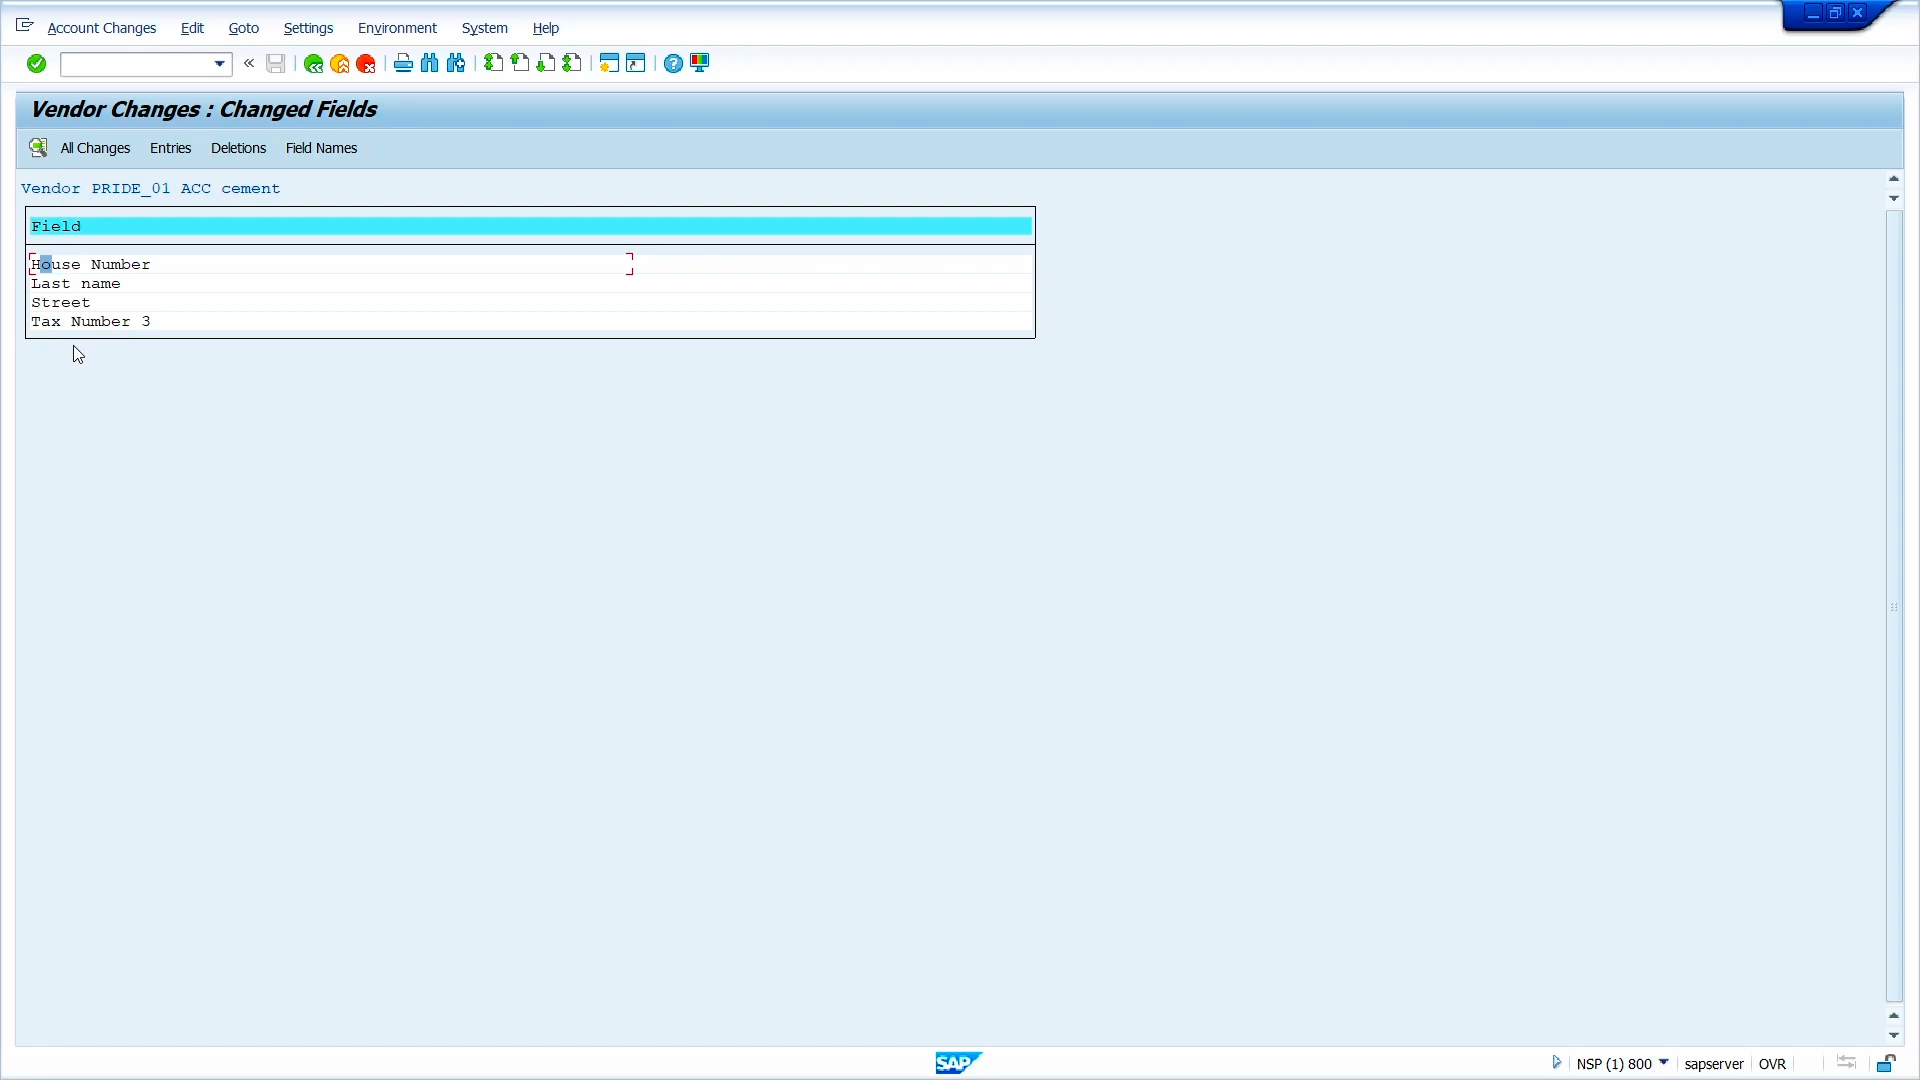 Account Changes Edit Goto Settings Environment System Help
Vendor Changes : Changed Fields
All Changes Entries Deletions Field Names
Vendor PRIDE_01 ACC cement
Field
House Number
Last name
Street
Tax Number 3
SAP NSP (1) 800 sapserver OVR